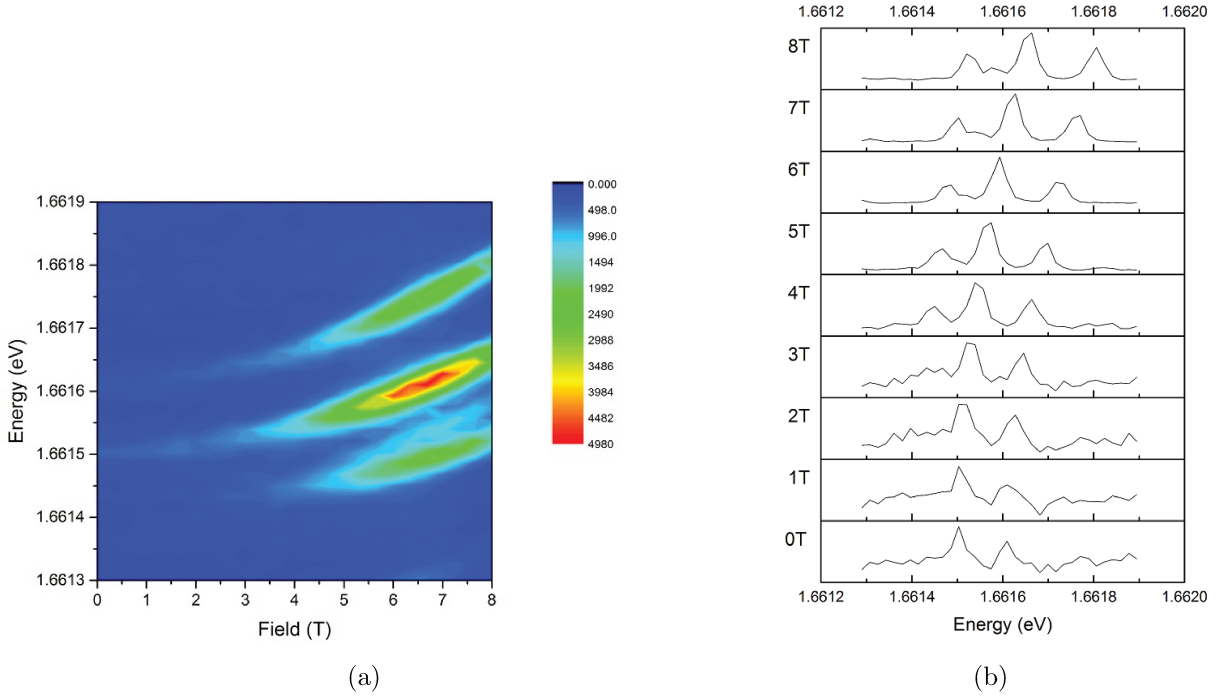 1.6612 1.6614 1.6616 1.6618 1.6620
8T
7T
6T
5T
4T
3T
2T
1T
0T
1.6612 1.6614 1.6616 1.6618 1.6620
Energy (eV)
1.6619
1.6618
1.6617
1.6616
1.6615
1.6614
1.6613
Energy (eV)
0 1 2 3 4 5 6 7 8
Field (T)
0.000
498.0
996.0
1494
1992
2490
2988
3486
3984
4482
4980
(a)
(b)